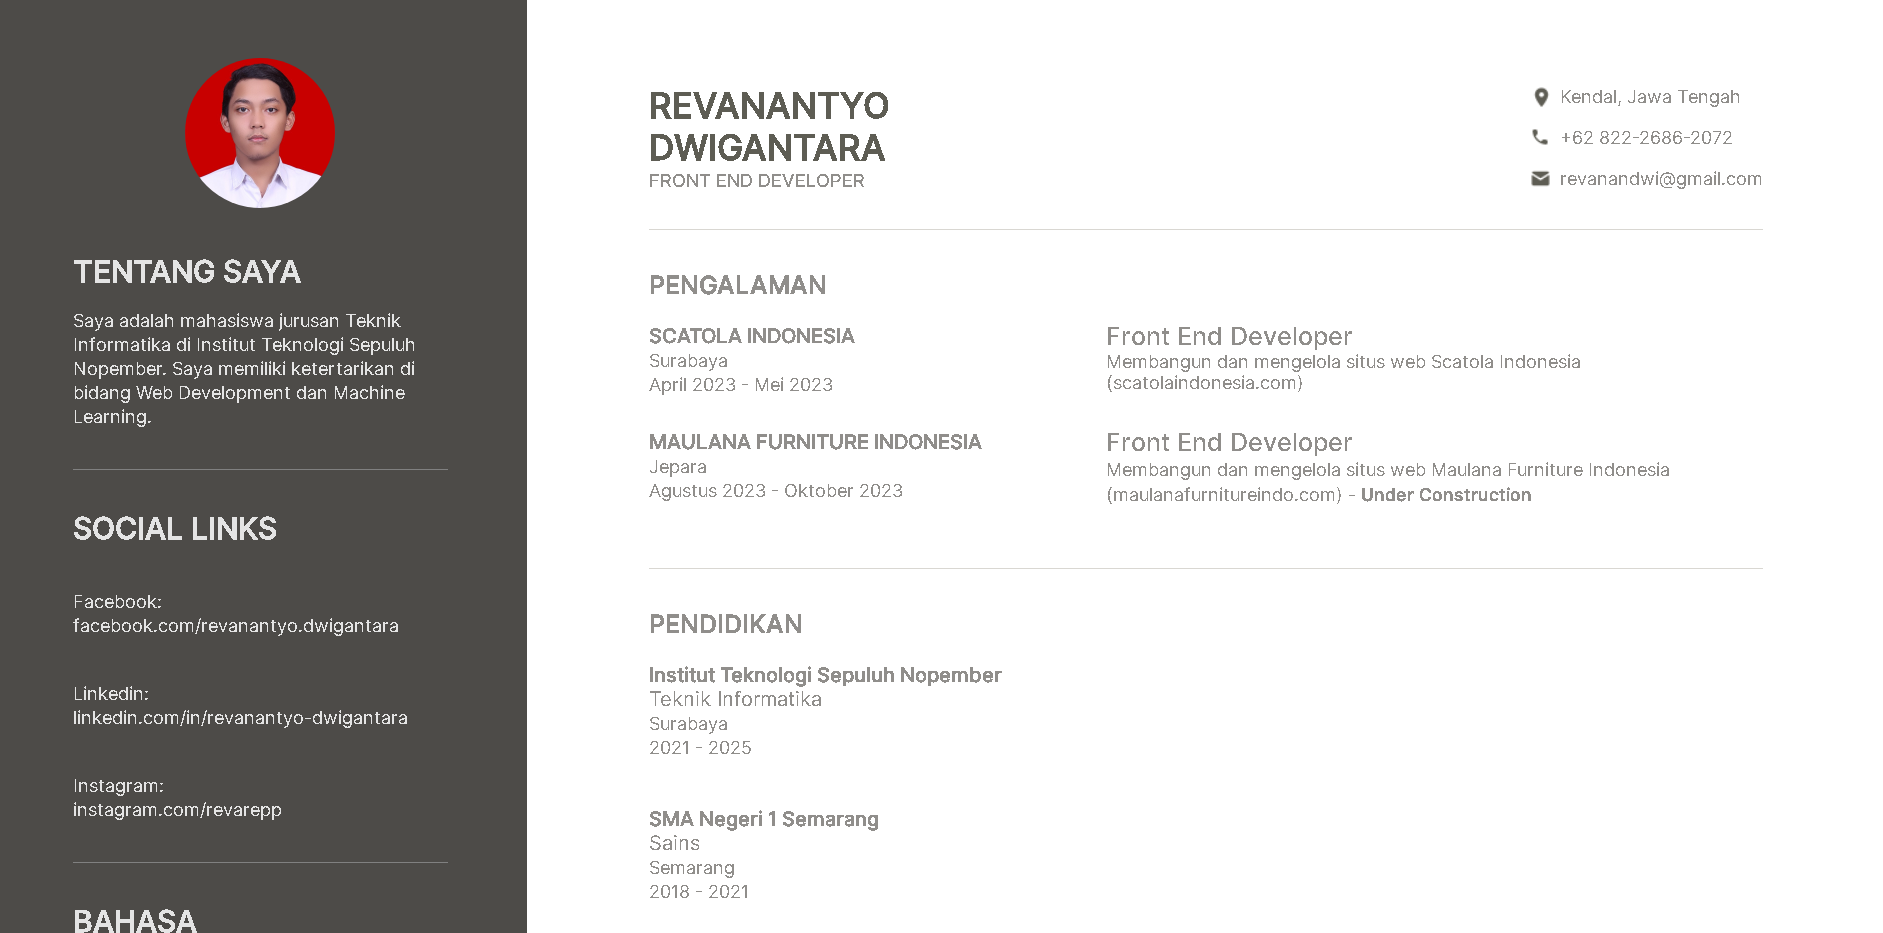 TENTANG SAYA
Saya adalah mahasiswa jurusan Teknik
Informatika di Institut Teknologi Sepuluh
Nopember. Saya memiliki ketertarikan di
bidang Web Development dan Machine
Learning.
SOCIAL LINKS
Facebook:
facebook.com/revanantyo.dwigantara
Linkedin:
linkedin.com/in/revanantyo-dwigantara
Instagram:
instagram.com/revarepp
BAHASA
REVANANTYO
DWIGANTARA
FRONT END DEVELOPER
Kendal, Jawa Tengah
+62 822-2686-2072
revanandwi@gmail.com
PENGALAMAN
SCATOLA INDONESIA
Surabaya
April 2023 - Mei 2023
Front End Developer
Membangun dan mengelola situs web Scatola Indonesia
(scatolaindonesia.com)
MAULANA FURNITURE INDONESIA
Jepara
Agustus 2023 - Oktober 2023
Front End Developer
Membangun dan mengelola situs web Maulana Furniture Indonesia
(maulanafurnitureindo.com) - Under Construction
PENDIDIKAN
Institut Teknologi Sepuluh Nopember
Teknik Informatika
Surabaya
2021 - 2025
SMA Negeri 1 Semarang
Sains
Semarang
2018 - 2021